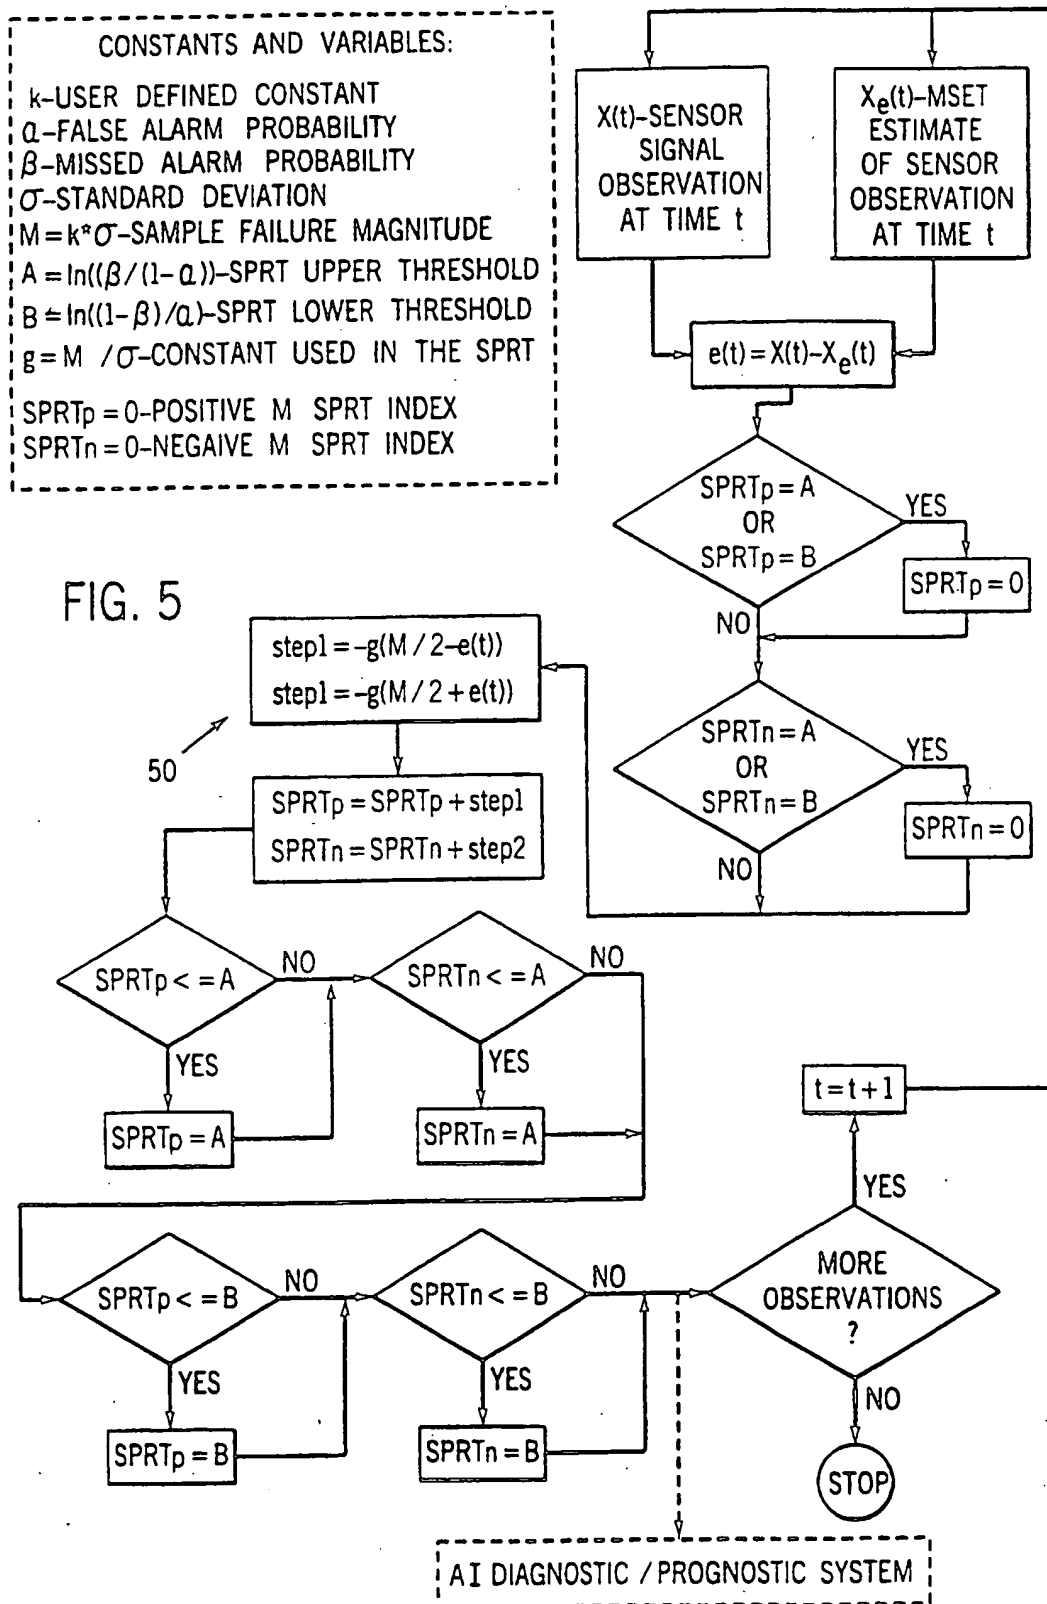 CONSTANTS AND VARIABLES:
k-USER DEFINED CONSTANT
α-FALSE ALARM PROBABILITY
β-MISSED ALARM PROBABILITY
σ-STANDARD DEVIATION
M=k*σ-SAMPLE FAILURE MAGNITUDE
A=ln((β/(1-α))-SPRT UPPER THRESHOLD
B=ln((1-β)/α)-SPRT LOWER THRESHOLD
g=M /σ-CONSTANT USED IN THE SPRT
SPRTp=0-POSITIVE M SPRT INDEX
SPRTn=0-NEGAIVE M SPRT INDEX
X(t)-SENSOR
SIGNAL
OBSERVATION
AT TIME t
Xe(t)-MSET
ESTIMATE
OF SENSOR
OBSERVATION
AT TIME t
e(t)=X(t)-Xe(t)
SPRTp=A
OR
SPRTp=B
YES
SPRTp=0
NO
SPRTn=A
OR
SPRTn=B
YES
SPRTn=0
NO
FIG. 5
50
step1=-g(M/2-e(t))
step1=-g(M/2+e(t))
SPRTp=SPRTp+step1
SPRTn=SPRTn+step2
SPRTp<=A
NO
YES
SPRTp=A
SPRTn<=A
NO
YES
SPRTn=A
SPRTp<=B
NO
YES
SPRTp=B
SPRTn<=B
NO
YES
SPRTn=B
t=t+1
YES
MORE
OBSERVATIONS
?
NO
STOP
AI DIAGNOSTIC / PROGNOSTIC SYSTEM